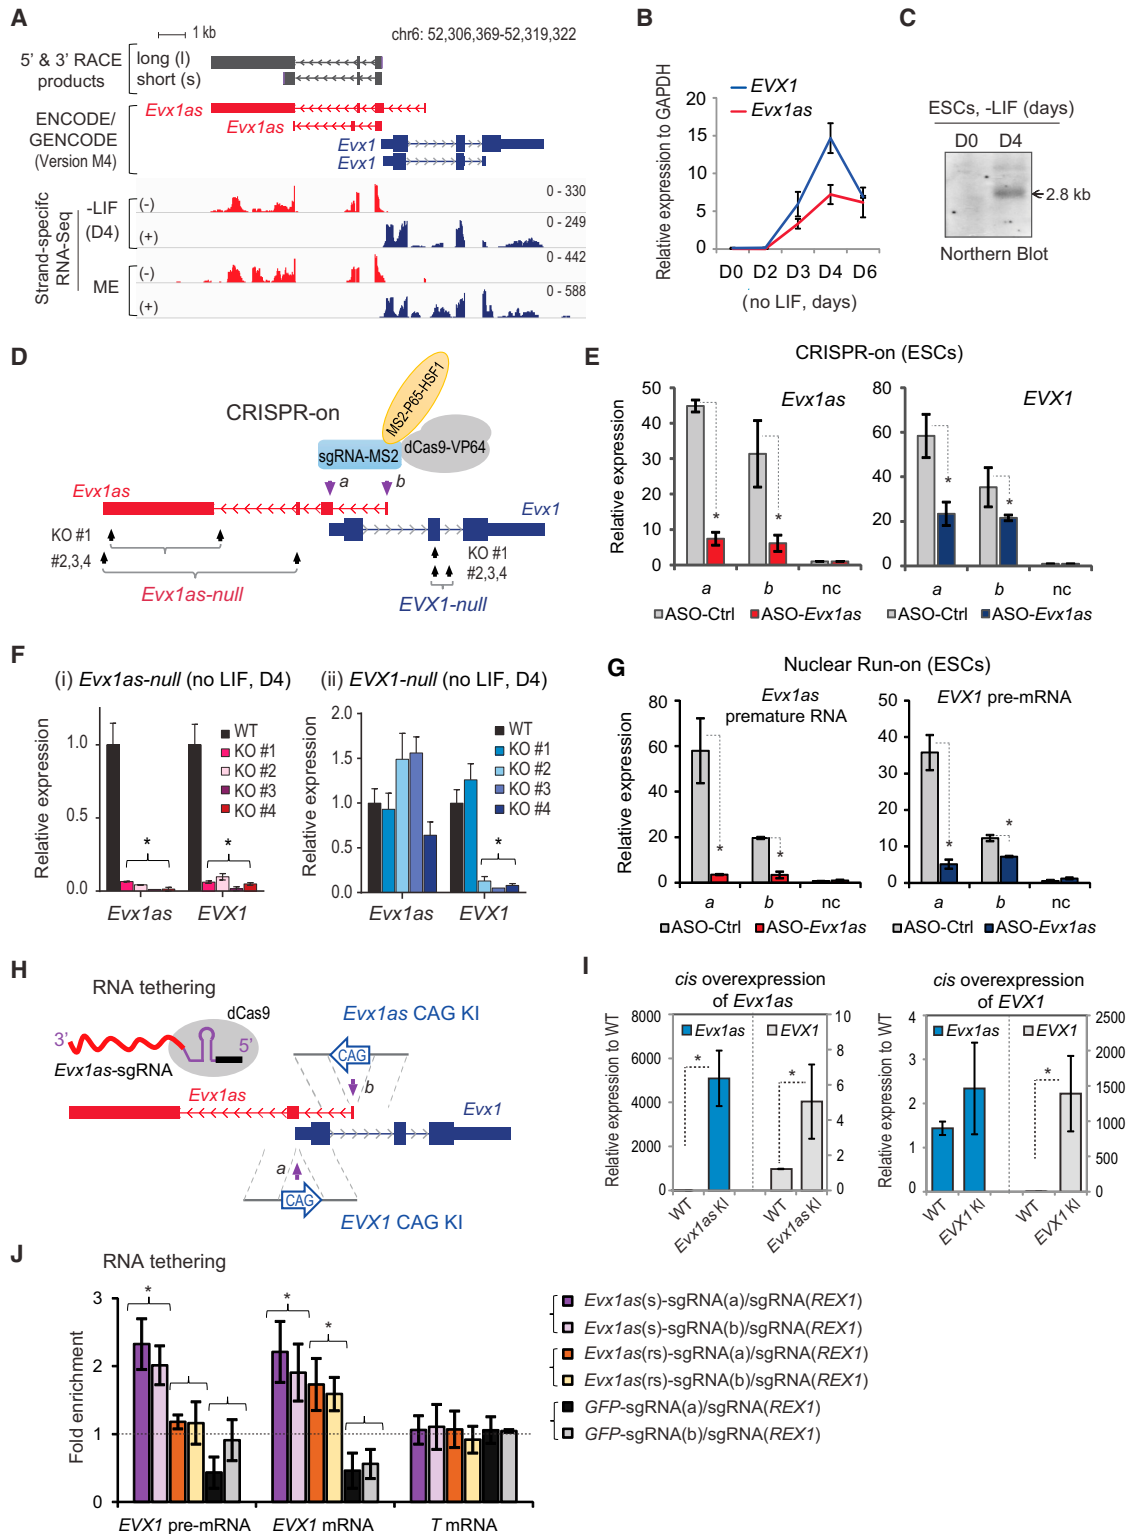 A
1 kb
chr6: 52,306,369-52,319,322
5' & 3' RACE
products
long (l)
short (s)
ENCODE/
GENCODE
(Version M4)
Evx1as
Evx1as
Evx1
Evx1
Strand-specifc
RNA-Seq
-LIF
(D4)
ME
(-)
(+)
(-)
(+)
0 - 330
0 - 249
0 - 442
0 - 588
B
Relative expression to GAPDH
EVX1
Evx1as
20
15
10
5
0
D0 D2 D3 D4 D6
(no LIF, days)
C
ESCs, -LIF (days)
D0 D4
2.8 kb
Northern Blot
D
CRISPR-on
MS2-P65-HSF1
sgRNA-MS2
dCas9-VP64
a
b
Evx1as
Evx1
KO #1
#2,3,4
Evx1as-null
KO #1
#2,3,4
EVX1-null
E
CRISPR-on (ESCs)
Relative expression
Evx1as
50
40
30
20
10
0
* *
a b nc
ASO-Ctrl ASO-Evx1as
EVX1
80
60
40
20
0
* *
a b nc
ASO-Ctrl ASO-Evx1as
F
(i) Evx1as-null (no LIF, D4)
Relative expression
1.0
0.5
0.0
WT
KO #1
KO #2
KO #3
KO #4
* *
Evx1as EVX1
(ii) EVX1-null (no LIF, D4)
Relative expression
2.0
1.5
1.0
0.5
0.0
WT
KO #1
KO #2
KO #3
KO #4
*
Evx1as EVX1
G
Nuclear Run-on (ESCs)
Relative expression
Evx1as
premature RNA
80
60
40
20
0
* *
a b nc
ASO-Ctrl ASO-Evx1as
EVX1 pre-mRNA
50
40
30
20
10
0
* *
a b nc
ASO-Ctrl ASO-Evx1as
H
RNA tethering
dCas9
3'
5'
Evx1as-sgRNA
Evx1as CAG KI
CAG
b
Evx1as
Evx1
a
CAG
EVX1 CAG KI
I
cis overexpression
of Evx1as
Relative expression to WT
8000
6000
4000
2000
0
Evx1as
EVX1
10
8
6
4
2
0
* *
WT Evx1as KI WT Evx1as KI
cis overexpression
of EVX1
Relative expression to WT
4
3
2
1
0
Evx1as
EVX1
2500
2000
1500
1000
500
0
*
WT EVX1 KI WT EVX1 KI
J
RNA tethering
Fold enrichment
3
2
1
0
* * *
EVX1 pre-mRNA EVX1 mRNA T mRNA
Evx1as(s)-sgRNA(a)/sgRNA(REX1)
Evx1as(s)-sgRNA(b)/sgRNA(REX1)
Evx1as(rs)-sgRNA(a)/sgRNA(REX1)
Evx1as(rs)-sgRNA(b)/sgRNA(REX1)
GFP-sgRNA(a)/sgRNA(REX1)
GFP-sgRNA(b)/sgRNA(REX1)